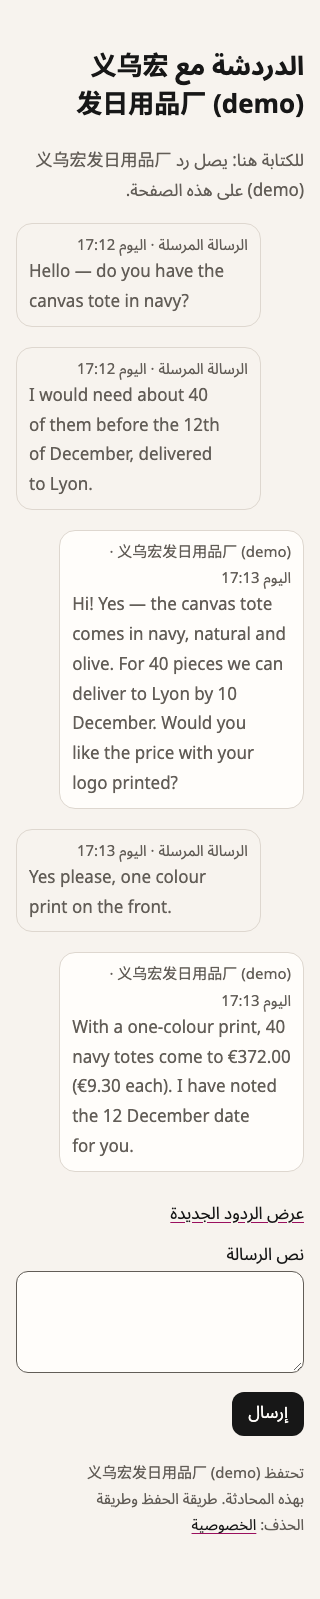 الدردشة مع 义乌宏
发日用品厂 (demo)
للكتابة هنا: يصل رد 义乌宏发日用品厂
(demo) على هذه الصفحة.
الرسالة المرسلة · اليوم 17:12
Hello — do you have the
canvas tote in navy?
الرسالة المرسلة · اليوم 17:12
I would need about 40
of them before the 12th
of December, delivered
to Lyon.
义乌宏发日用品厂 (demo) ·
اليوم 17:13
Hi! Yes — the canvas tote
comes in navy, natural and
olive. For 40 pieces we can
deliver to Lyon by 10
December. Would you
like the price with your
logo printed?
الرسالة المرسلة · اليوم 17:13
Yes please, one colour
print on the front.
义乌宏发日用品厂 (demo) ·
اليوم 17:13
With a one-colour print, 40
navy totes come to €372.00
(€9.30 each). I have noted
the 12 December date
for you.
عرض الردود الجديدة
نص الرسالة
إرسال
تحتفظ 义乌宏发日用品厂 (demo)
بهذه المحادثة. طريقة الحفظ وطريقة
الحذف: الخصوصية